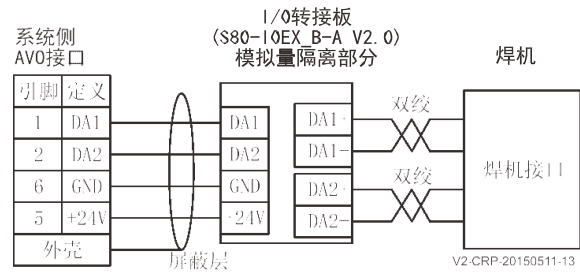 I/O转接板
(S80-IOEX_B-A V2.0)
模拟量隔离部分
系统侧
AVO接口
焊机
引脚 定义
1 DA1
2 DA2
6 GND
5 +24V
外壳
屏蔽层
DA1
DA2
GND
-24V
DA1+
DA1-
DA2+
DA2-
双绞
双绞
焊机接口
V2-CRP-20150511-13